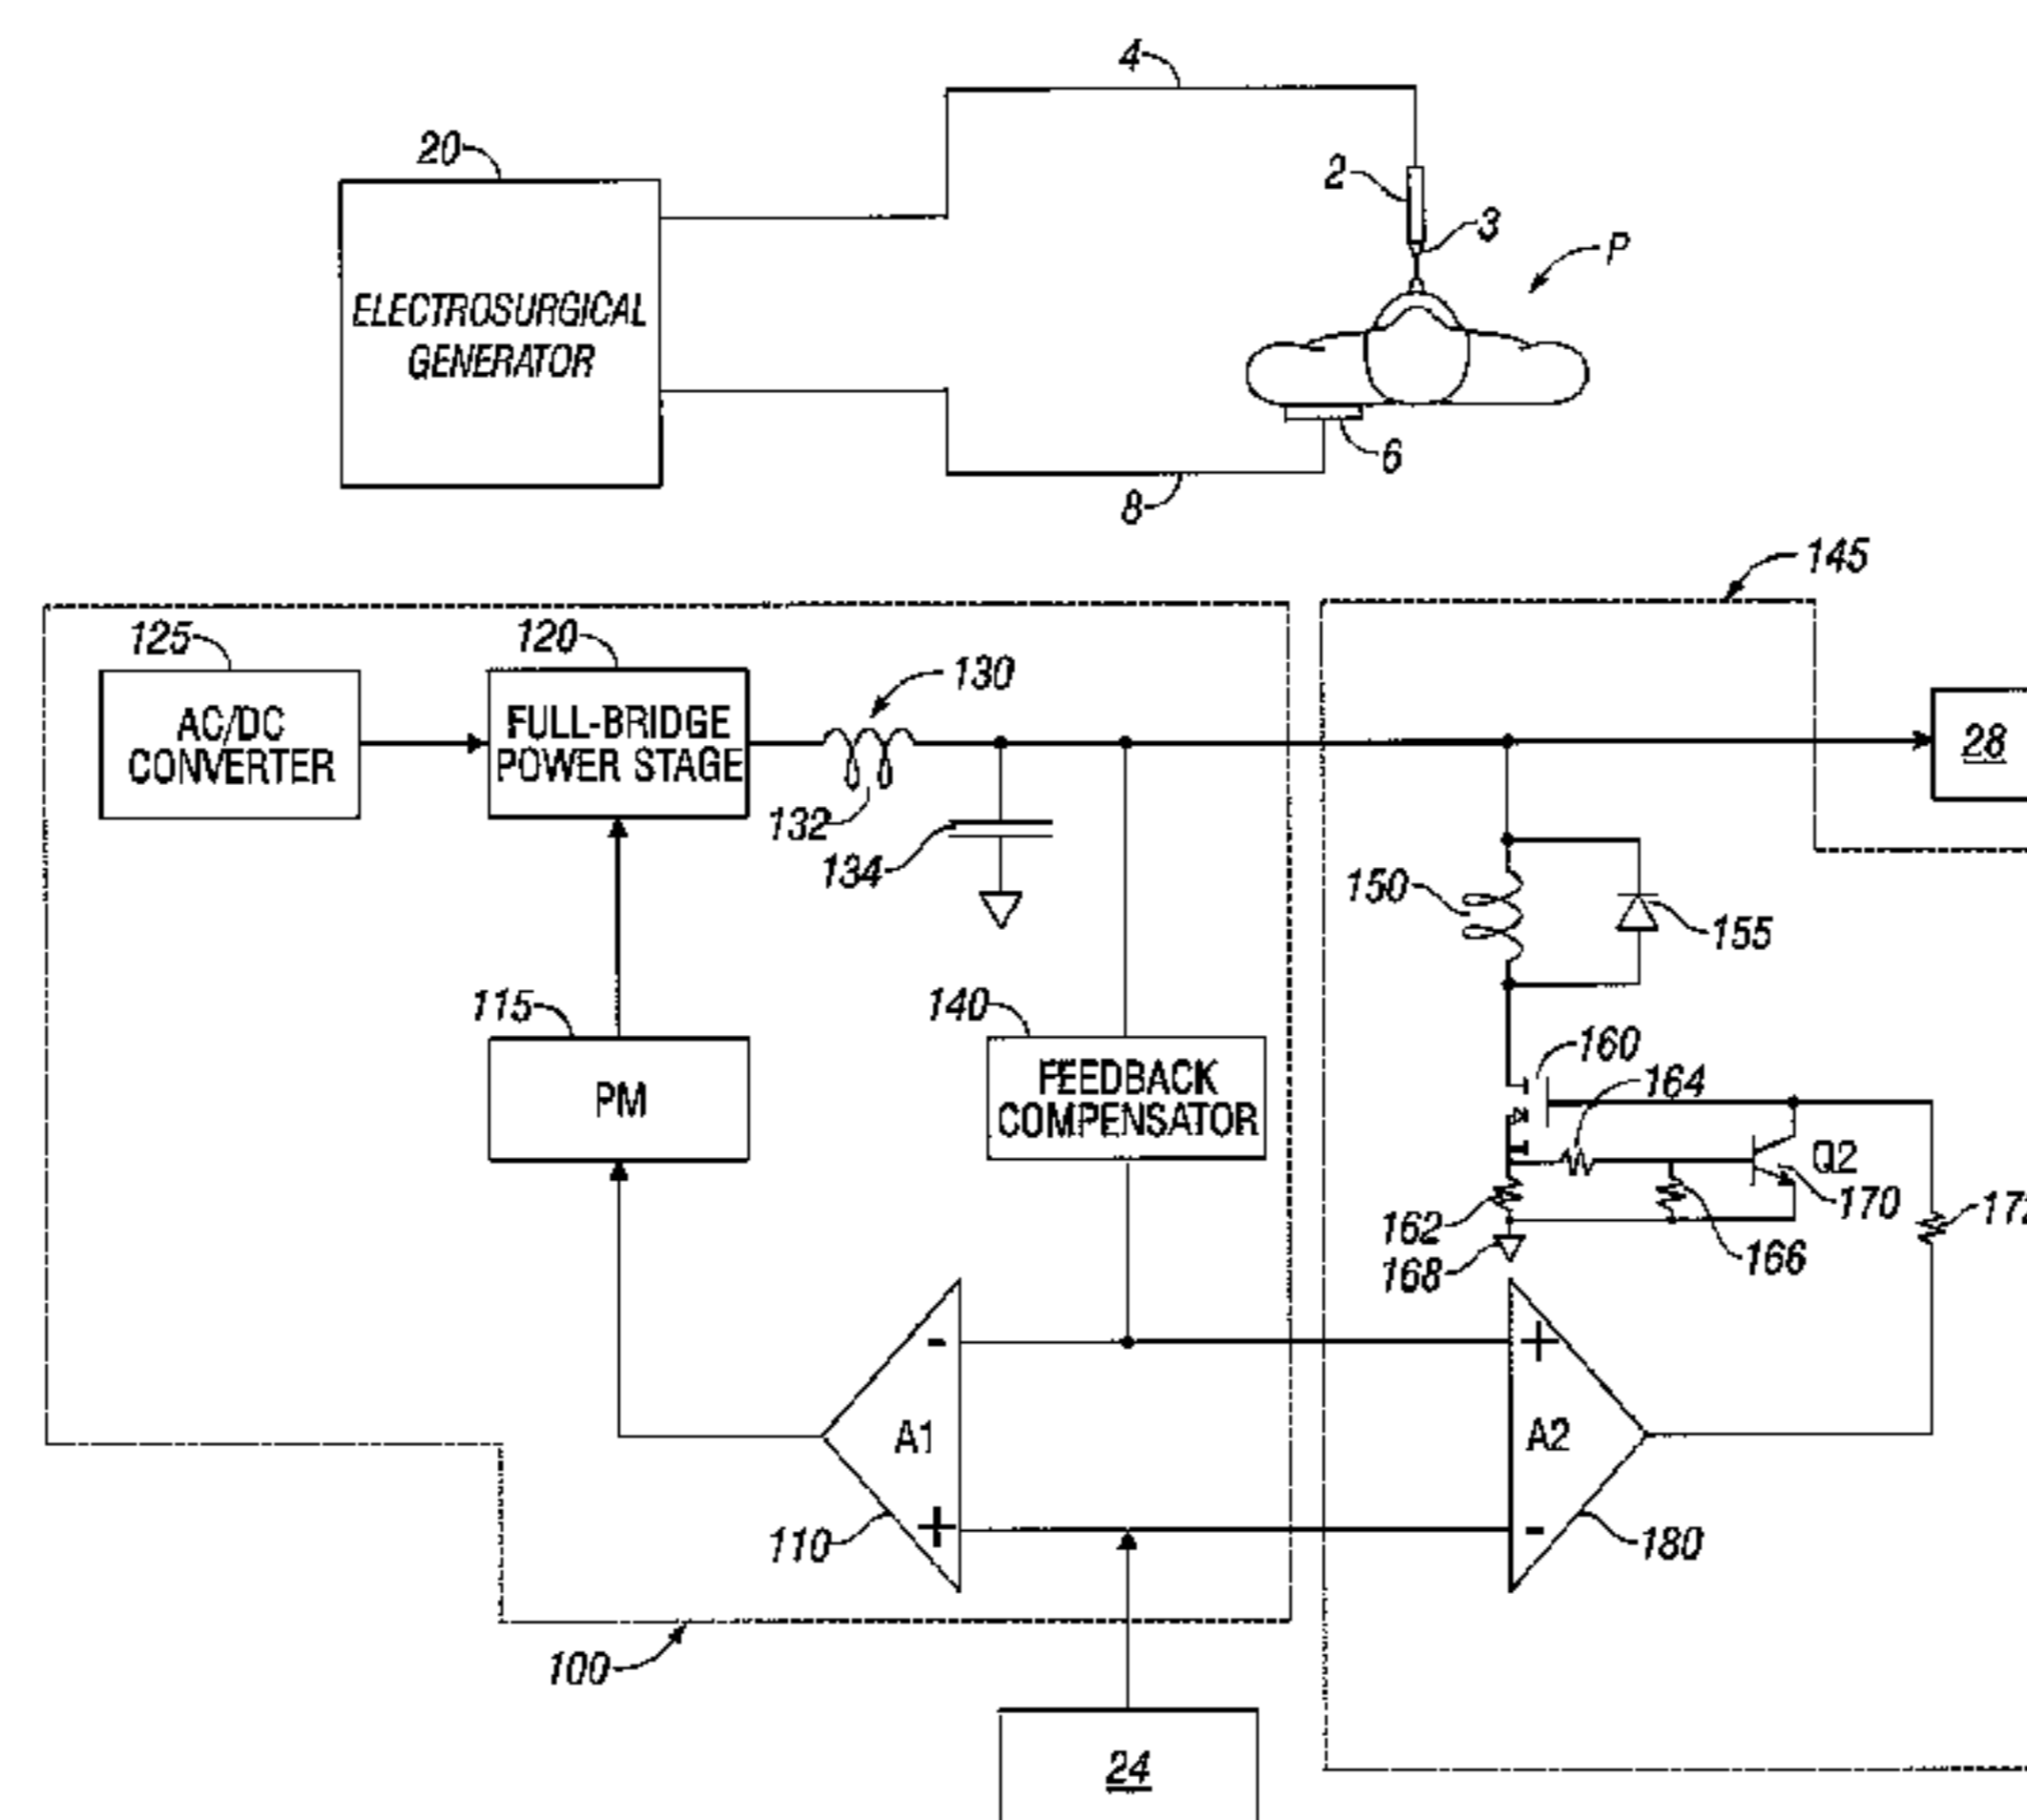 4
20
2
3
P
ELECTROSURGICAL
GENERATOR
6
8
145
125
120
130
AC/DC
CONVERTER
FULL-BRIDGE
POWER STAGE
28
132
134
150
155
115
140
160
164
PM
FEEDBACK
COMPENSATOR
Q2
170
162
166
168
-
+
A1
A2
+
-
110
180
100
24